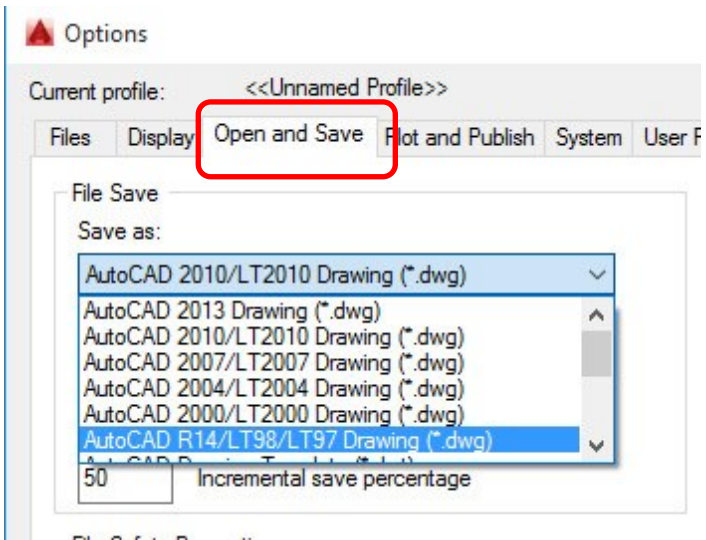 Options
Current profile: <<Unnamed Profile>>
Files Display Open and Save Plot and Publish System User
File Save
Save as:
AutoCAD 2010/LT2010 Drawing (*.dwg)
AutoCAD 2013 Drawing (*.dwg)
AutoCAD 2010/LT2010 Drawing (*.dwg)
AutoCAD 2007/LT2007 Drawing (*.dwg)
AutoCAD 2004/LT2004 Drawing (*.dwg)
AutoCAD 2000/LT2000 Drawing (*.dwg)
AutoCAD R14/LT98/LT97 Drawing (*.dwg)
50 Incremental save percentage